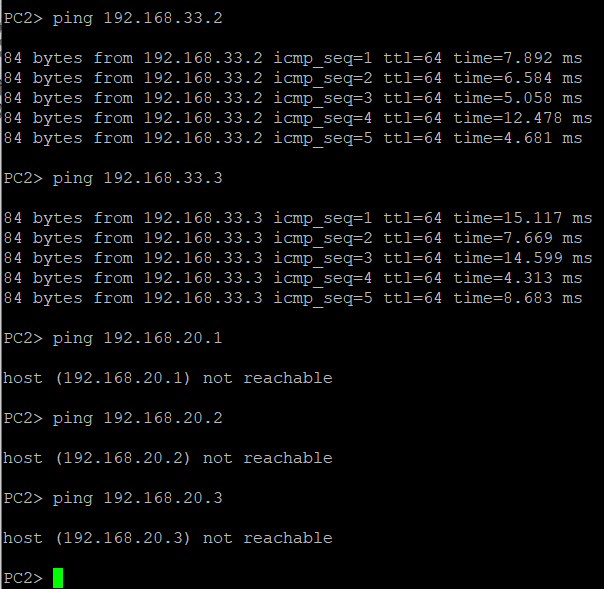 PC2> ping 192.168.33.2
84 bytes from 192.168.33.2 icmp_seq=1 ttl=64 time=7.892 ms
84 bytes from 192.168.33.2 icmp_seq=2 ttl=64 time=6.584 ms
84 bytes from 192.168.33.2 icmp_seq=3 ttl=64 time=5.058 ms
84 bytes from 192.168.33.2 icmp_seq=4 ttl=64 time=12.478 ms
84 bytes from 192.168.33.2 icmp_seq=5 ttl=64 time=4.681 ms
PC2> ping 192.168.33.3
84 bytes from 192.168.33.3 icmp_seq=1 ttl=64 time=15.117 ms
84 bytes from 192.168.33.3 icmp_seq=2 ttl=64 time=7.669 ms
84 bytes from 192.168.33.3 icmp_seq=3 ttl=64 time=14.599 ms
84 bytes from 192.168.33.3 icmp_seq=4 ttl=64 time=4.313 ms
84 bytes from 192.168.33.3 icmp_seq=5 ttl=64 time=8.683 ms
PC2> ping 192.168.20.1
host (192.168.20.1) not reachable
PC2> ping 192.168.20.2
host (192.168.20.2) not reachable
PC2> ping 192.168.20.3
host (192.168.20.3) not reachable
PC2>